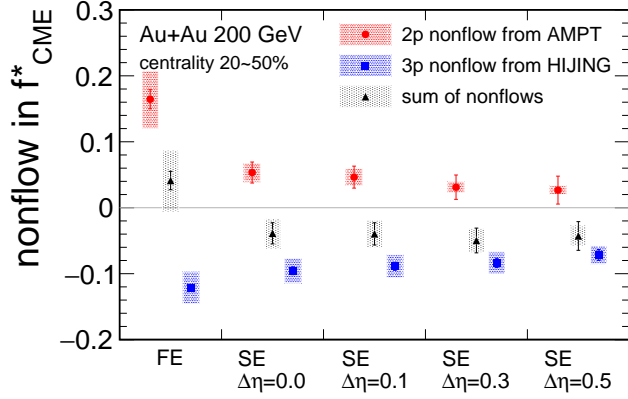 0.3
Au+Au 200 GeV
centrality 20~50%
2p nonflow from AMPT
3p nonflow from HIJING
sum of nonflows
0.2
0.1
0
−0.1
−0.2
nonflow in f*CME
FE
SE
Δη=0.0
SE
Δη=0.1
SE
Δη=0.3
SE
Δη=0.5